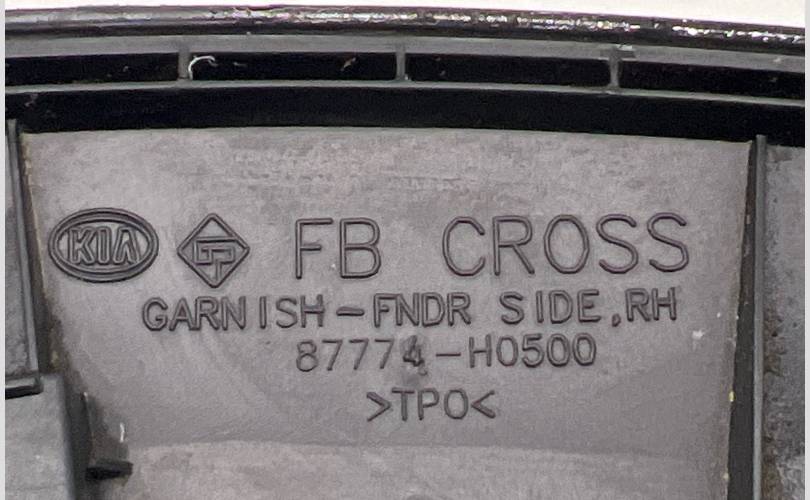 KIA FB CROSS
GARNISH-FNDR SIDE,RH
87774-H0500
>TPO<